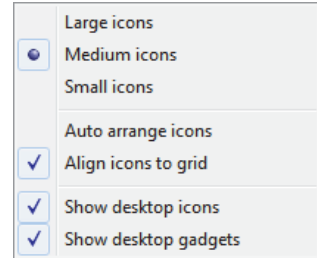 Large icons
Medium icons
Small icons
Auto arrange icons
Align icons to grid
Show desktop icons
Show desktop gadgets